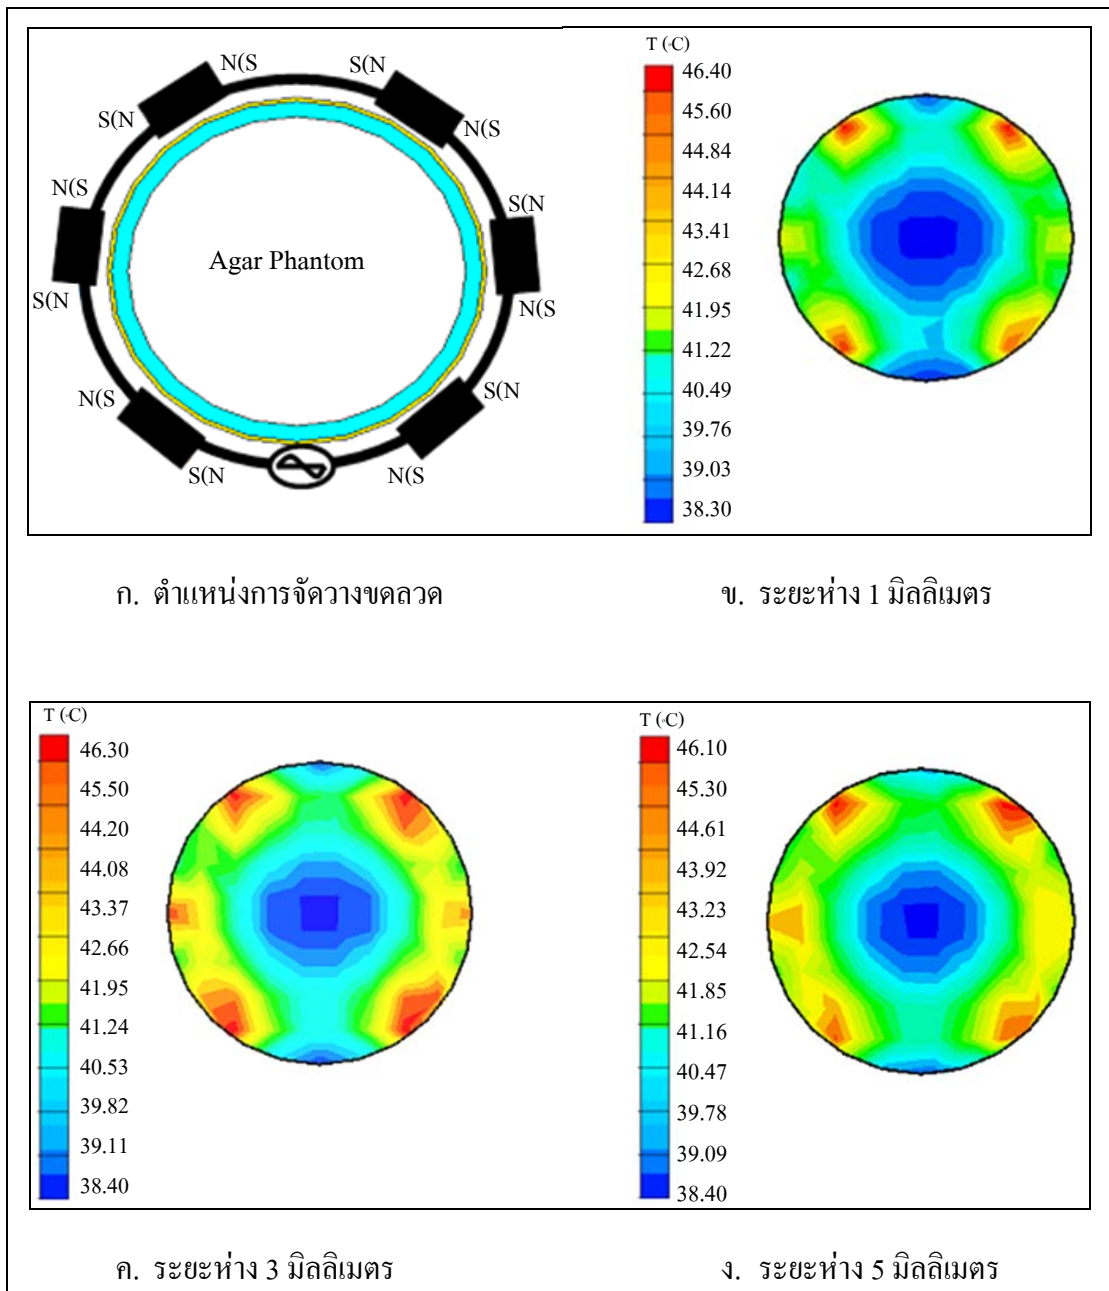 N(S
S(N
S(N
N(S
N(S
S(N
S(N
N(S
N(S
S(N
S(N
N(S
Agar Phantom
T (◦C)
46.40
45.60
44.84
44.14
43.41
42.68
41.95
41.22
40.49
39.76
39.03
38.30
ก. ตำแหน่งการจัดวางขดลวด
ข. ระยะห่าง 1 มิลลิเมตร
T (◦C)
46.30
45.50
44.20
44.08
43.37
42.66
41.95
41.24
40.53
39.82
39.11
38.40
T (◦C)
46.10
45.30
44.61
43.92
43.23
42.54
41.85
41.16
40.47
39.78
39.09
38.40
ค. ระยะห่าง 3 มิลลิเมตร
ง. ระยะห่าง 5 มิลลิเมตร